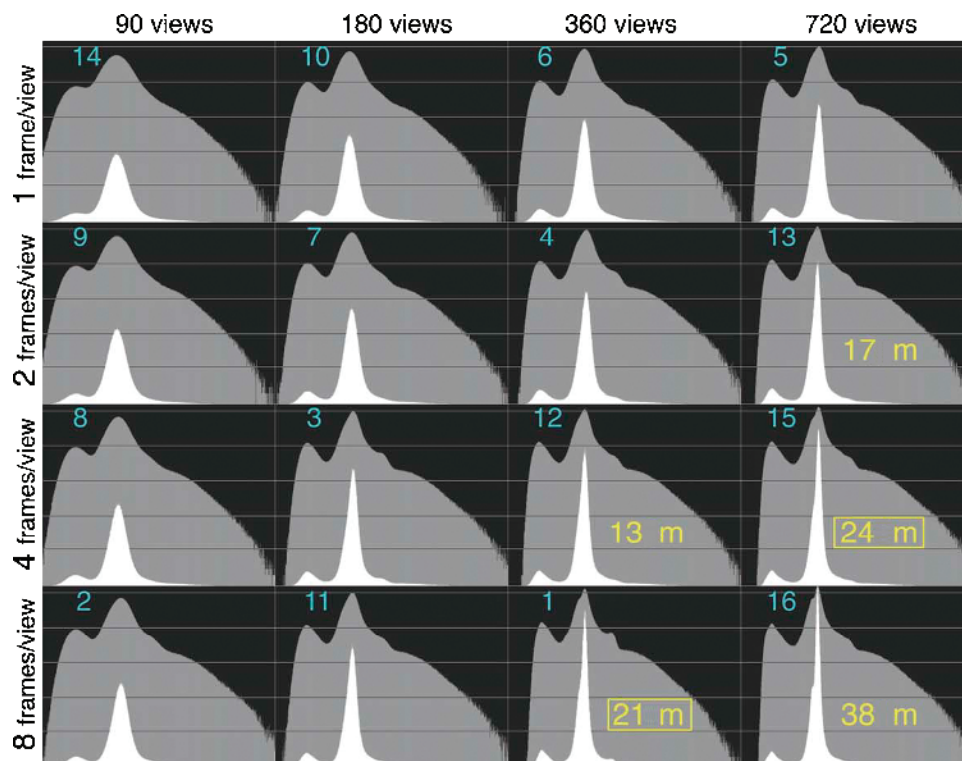 90 views 180 views 360 views 720 views
1 frame/view
14 10 6 5
2 frames/view
9 7 4 13
17 m
4 frames/view
8 3 12 15
13 m 24 m
8 frames/view
2 11 1 16
21 m 38 m